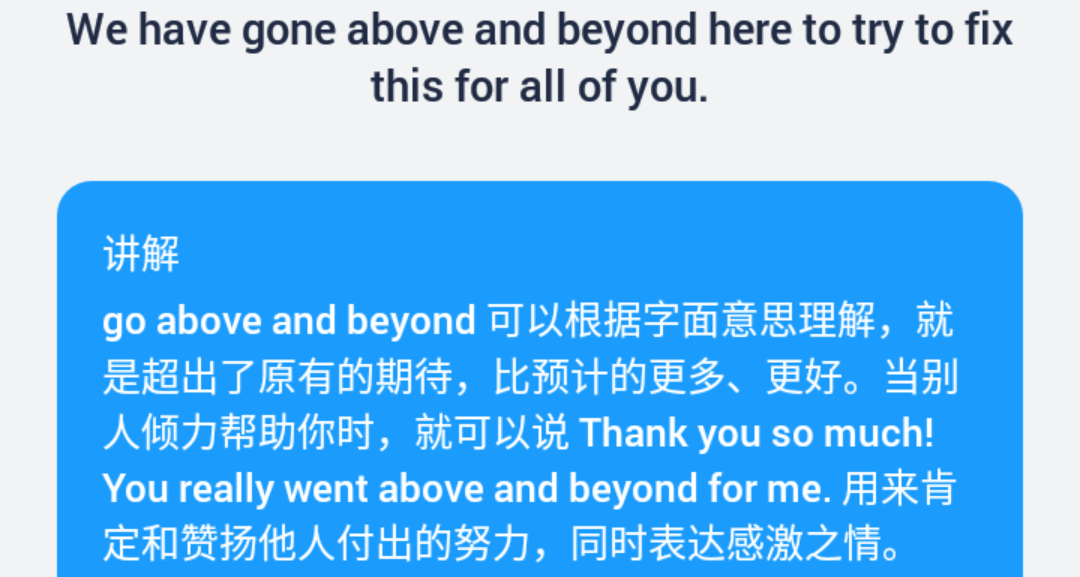 We have gone above and beyond here to try to fix
this for all of you.
讲解
go above and beyond 可以根据字面意思理解，就
是超出了原有的期待，比预计的更多、更好。当别
人倾力帮助你时，就可以说 Thank you so much!
You really went above and beyond for me. 用来肯
定和赞扬他人付出的努力，同时表达感激之情。